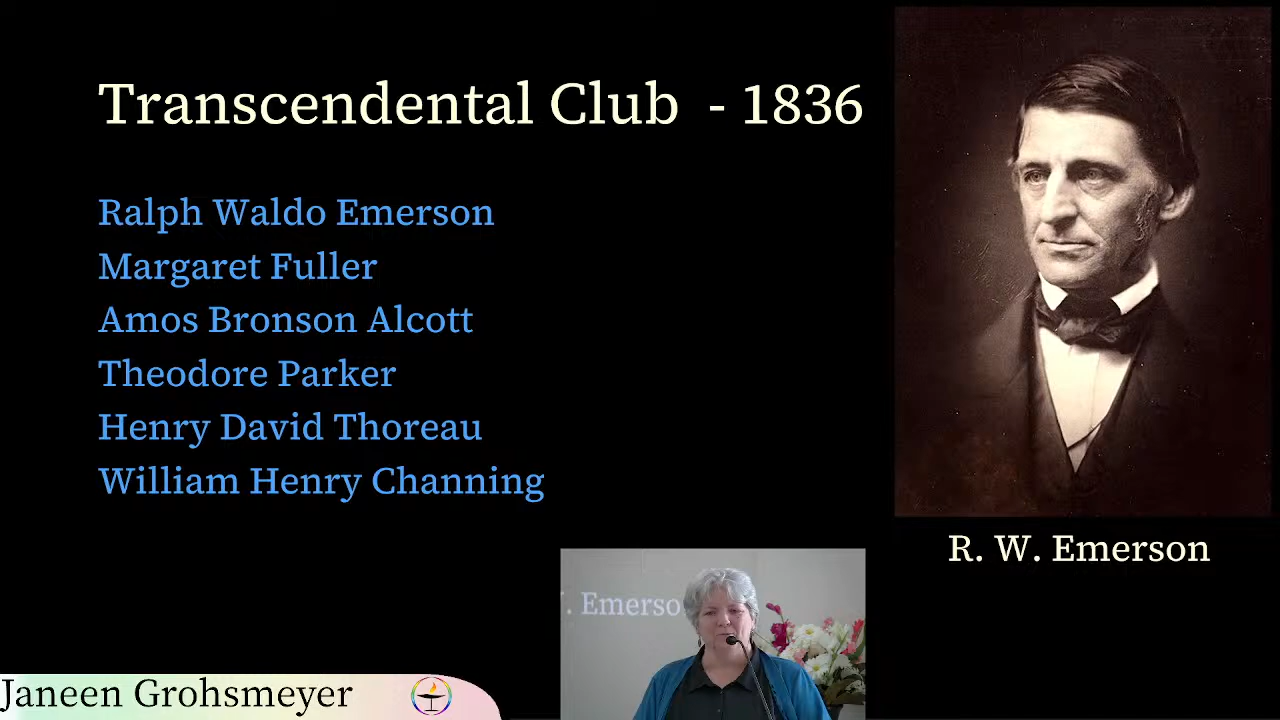 Transcendental Club - 1836
Ralph Waldo Emerson
Margaret Fuller
Amos Bronson Alcott
Theodore Parker
Henry David Thoreau
William Henry Channing
R. W. Emerson
. Emerso
Janeen Grohsmeyer